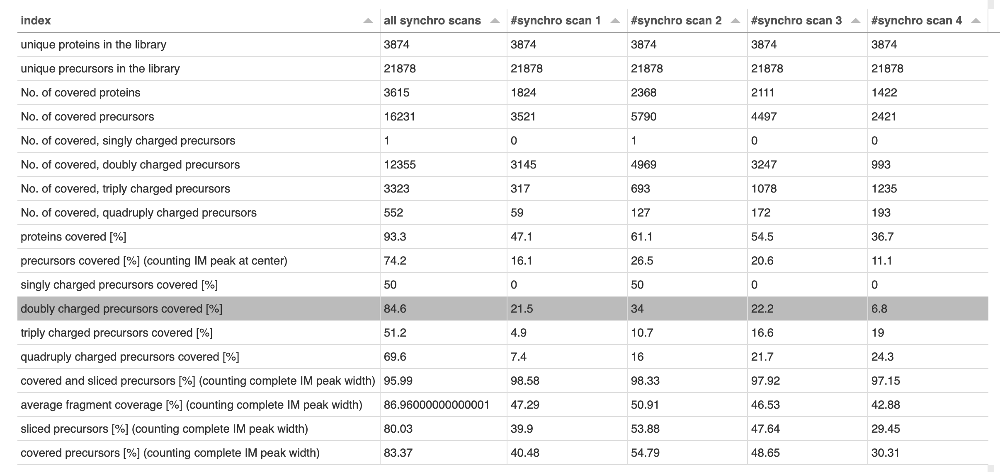 index all synchro scans #synchro scan 1 #synchro scan 2 #synchro scan 3 #synchro scan 4
unique proteins in the library 3874 3874 3874 3874 3874
unique precursors in the library 21878 21878 21878 21878 21878
No. of covered proteins 3615 1824 2368 2111 1422
No. of covered precursors 16231 3521 5790 4497 2421
No. of covered, singly charged precursors 1 0 1 0 0
No. of covered, doubly charged precursors 12355 3145 4969 3247 993
No. of covered, triply charged precursors 3323 317 693 1078 1235
No. of covered, quadruply charged precursors 552 59 127 172 193
proteins covered [%] 93.3 47.1 61.1 54.5 36.7
precursors covered [%] (counting IM peak at center) 74.2 16.1 26.5 20.6 11.1
singly charged precursors covered [%] 50 0 50 0 0
doubly charged precursors covered [%] 84.6 21.5 34 22.2 6.8
triply charged precursors covered [%] 51.2 4.9 10.7 16.6 19
quadruply charged precursors covered [%] 69.6 7.4 16 21.7 24.3
covered and sliced precursors [%] (counting complete IM peak width) 95.99 98.58 98.33 97.92 97.15
average fragment coverage [%] (counting complete IM peak width) 86.96000000000001 47.29 50.91 46.53 42.88
sliced precursors [%] (counting complete IM peak width) 80.03 39.9 53.88 47.64 29.45
covered precursors [%] (counting complete IM peak width) 83.37 40.48 54.79 48.65 30.31